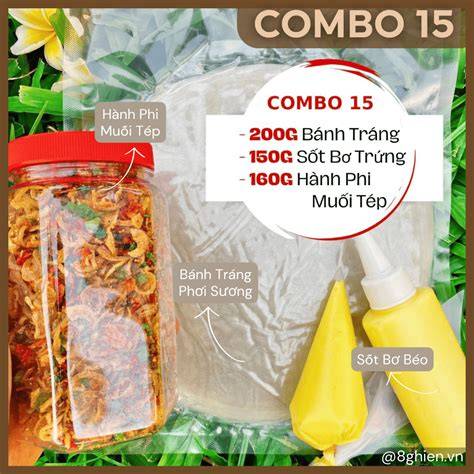 COMBO 15
COMBO 15
- 200G Bánh Tráng
- 150G Sốt Bơ Trứng
- 160G Hành Phi
Muối Tép
Hành Phi
Muối Tép
Bánh Tráng
Phơi Sương
Sốt Bơ Béo
@8ghien.vn